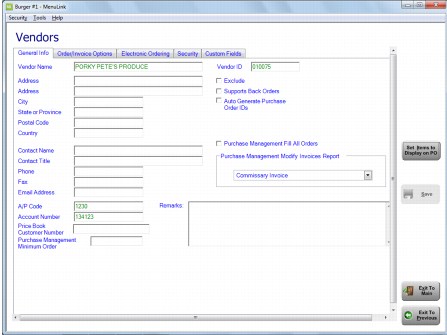 Burger #1 - MenuLink
Security Tools Help
Vendors
General Info Order/Invoice Options Electronic Ordering Security Custom Fields
Vendor Name PORKY PETE'S PRODUCE Vendor ID 010075
Address Exclude
Address Supports Back Orders
City Auto Generate Purchase
Order IDs
State or Province
Postal Code
Country
Purchase Management Fill All Orders
Contact Name
Purchase Management Modify Invoices Report
Contact Title
Phone
Commissary Invoice
Fax
Email Address
A/P Code 1230 Remarks:
Account Number 134123
Price Book
Customer Number
Purchase Management
Minimum Order
Set Items to
Display on PO
Save
Exit To
Main
Exit To
Previous